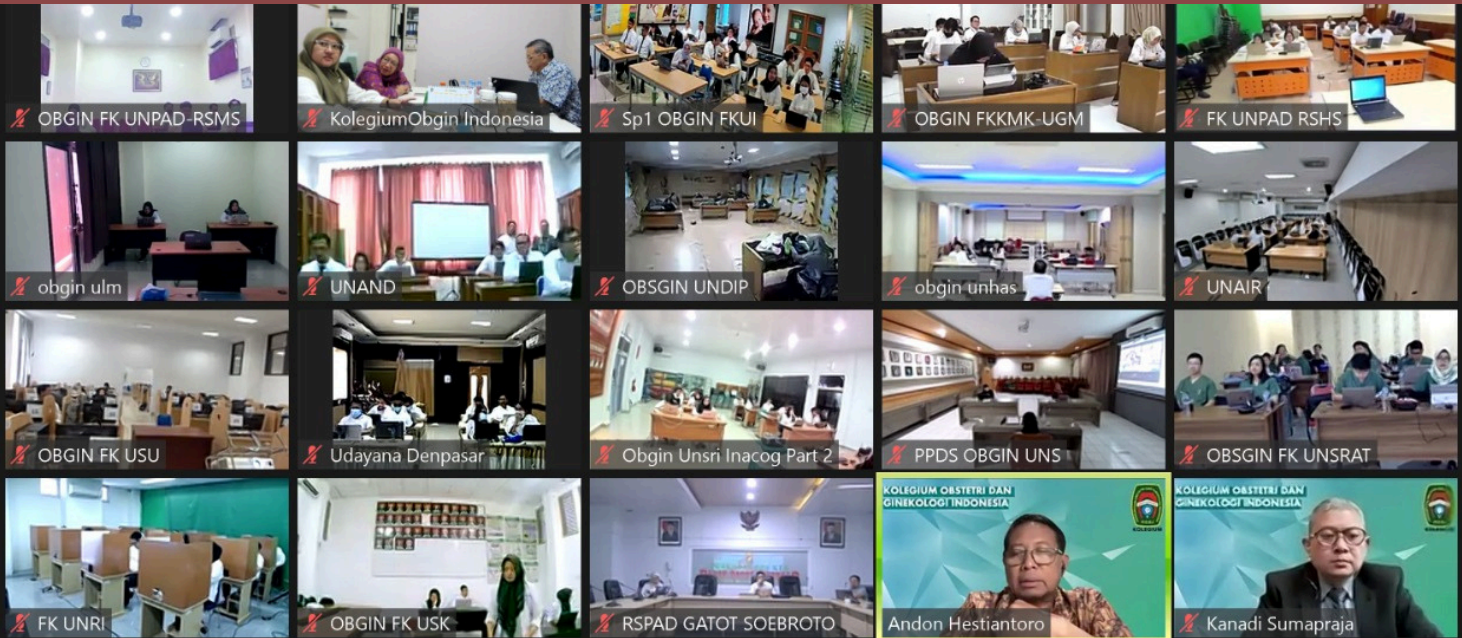 OBGIN FK UNPAD-RSMS
KolegiumObgin Indonesia
Sp1 OBGIN FKUI
OBGIN FKKMK-UGM
FK UNPAD RSHS
obgin ulm
UNAND
OBSGIN UNDIP
obgin unhas
UNAIR
OBGIN FK USU
Udayana Denpasar
Obgin Unsri Inacog Part 2
PPDS OBGIN UNS
OBSGIN FK UNSRAT
FK UNRI
OBGIN FK USK
RSPAD GATOT SOEBROTO
KOLEGIUM OBSTETRI DAN
GINEKOLOGI INDONESIA
KOLEGIUM
Andon Hestiantoro
KOLEGIUM OBSTETRI DAN
GINEKOLOGI INDONESIA
Kanadi Sumapraja